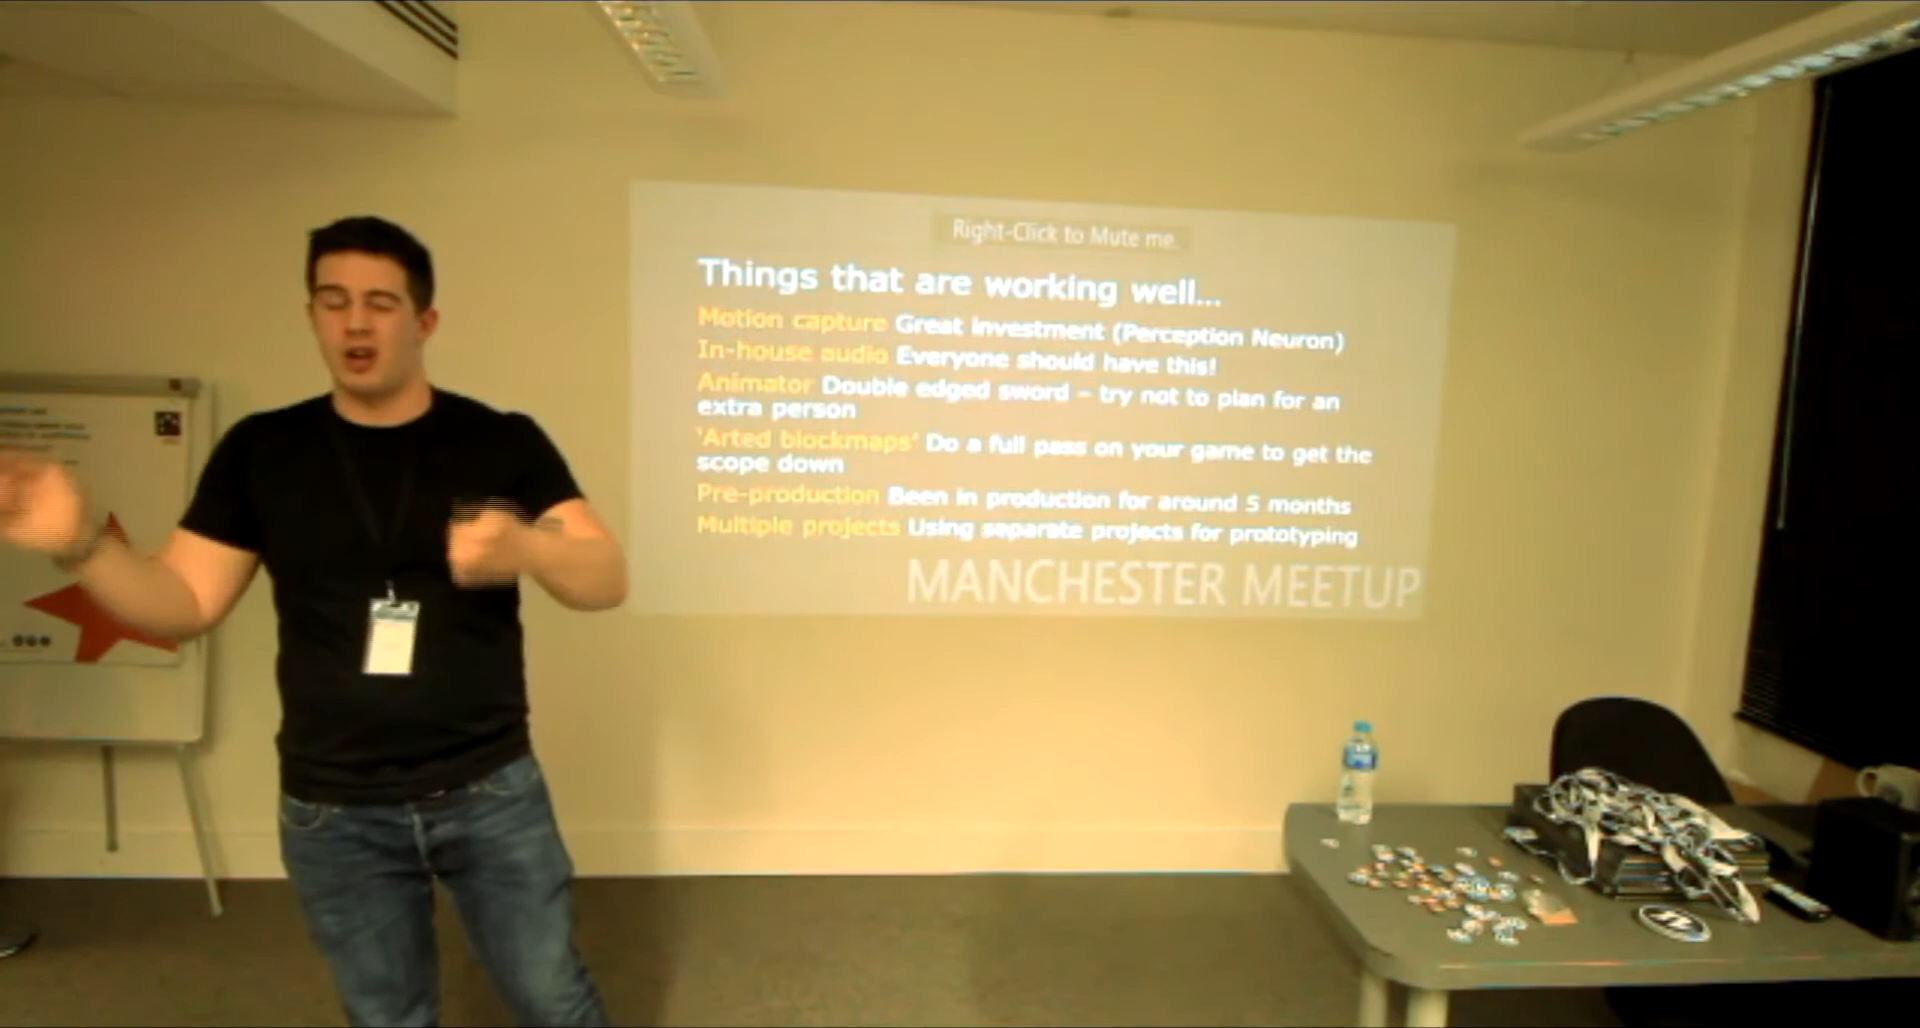 Right-Click to Mute me.
Things that are working well...
Motion capture Great investment (Perception Neuron)
In-house audio Everyone should have this!
Animator Double edged sword – try not to plan for an
extra person
'Arted blockmaps' Do a full pass on your game to get the
scope down
Pre-production Been in production for around 5 months
Multiple projects Using separate projects for prototyping
MANCHESTER MEETUP